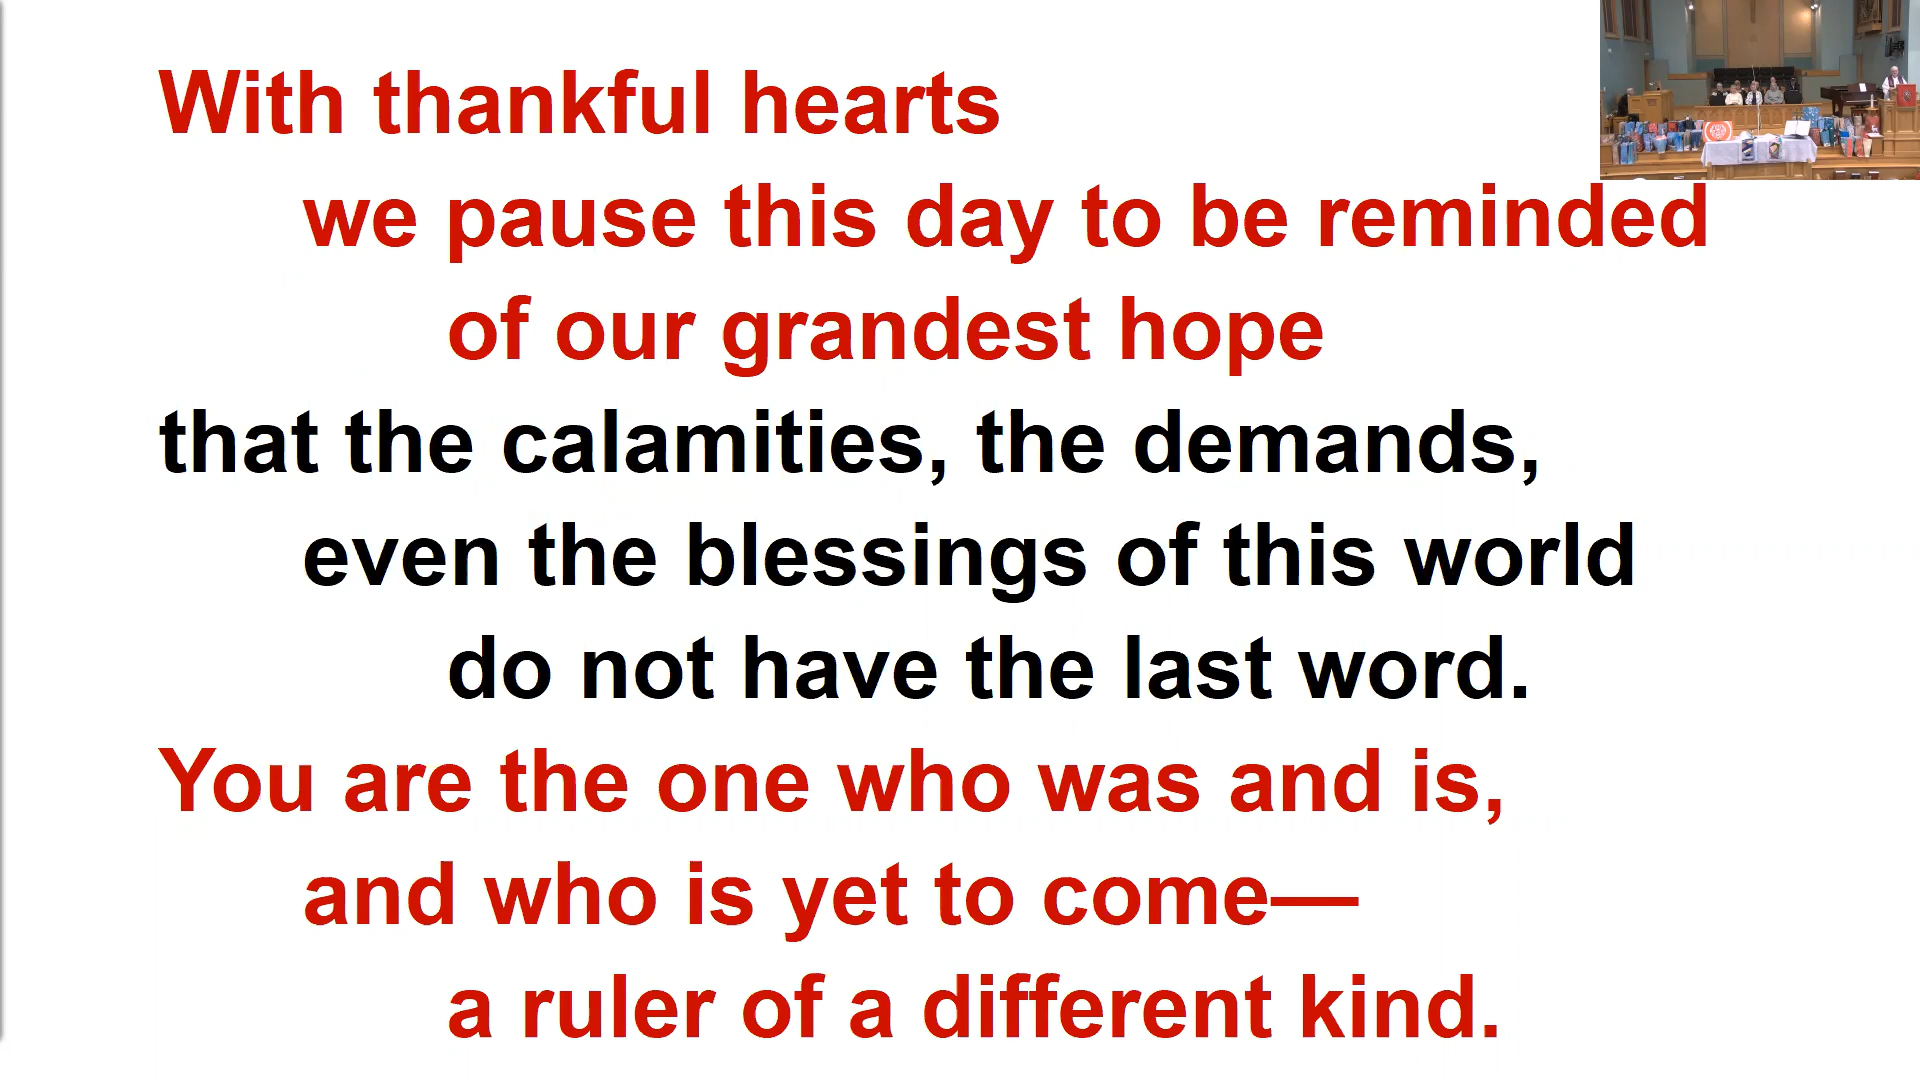 With thankful hearts
we pause this day to be reminded
of our grandest hope
that the calamities, the demands,
even the blessings of this world
do not have the last word.
You are the one who was and is,
and who is yet to come—
a ruler of a different kind.